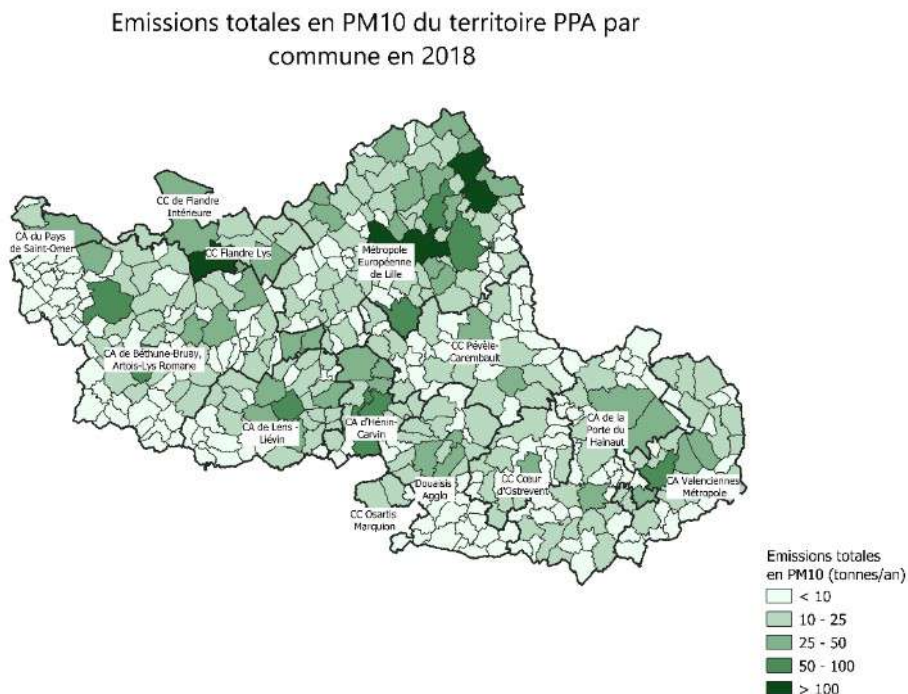 Emissions totales en PM10 du territoire PPA par
commune en 2018
CC de Flandre
Intérieure
CA du Pays
de Saint-Omer
CC Flandre Lys
Métropole
Européenne
de Lille
CC Pévèle-
Carembault
CA de Béthune-Bruay,
Artois-Lys Romane
CA de Lens -
Liévin
CA d'Hénin-
Carvin
CA de la
Porte du
Hainaut
Douaisis
Agglo
CC Cœur
d'Ostrevent
CA Valenciennes
Métropole
CC Osartis
Marquion
Emissions totales
en PM10 (tonnes/an)
< 10
10 - 25
25 - 50
50 - 100
> 100